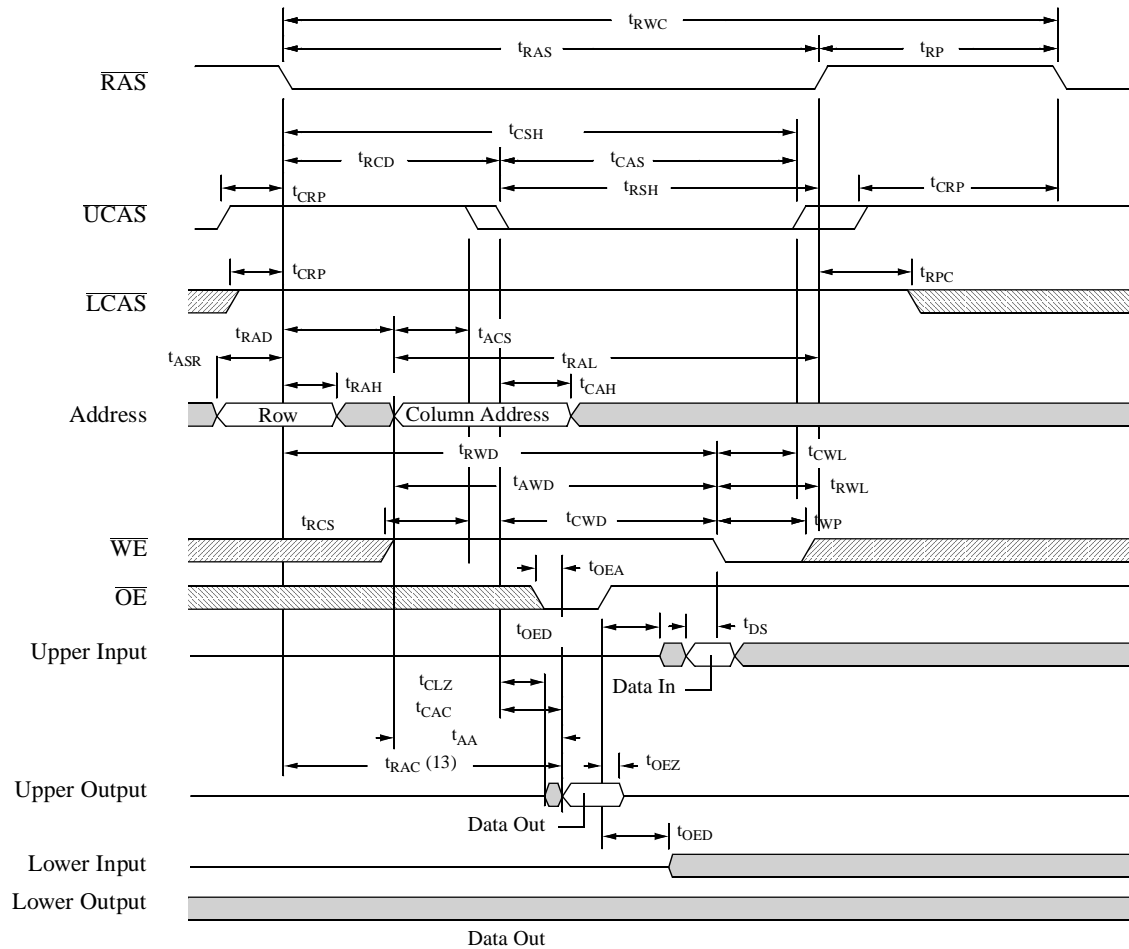 tRWC
tRAS
tRP
RAS
tCSH
tRCD
tCAS
tCRP
tRSH
tCRP
UCAS
tCRP
tRPC
LCAS
tRAD
tACS
tASR
tRAL
tRAH
tCAH
Address
Row
Column Address
tRWD
tCWL
tAWD
tRWL
tRCS
tCWD
tWP
WE
tOEA
OE
tOED
tDS
Upper Input
Data In
tCLZ
tCAC
tAA
tRAC (13)
tOEZ
Upper Output
Data Out
tOED
Lower Input
Lower Output
Data Out